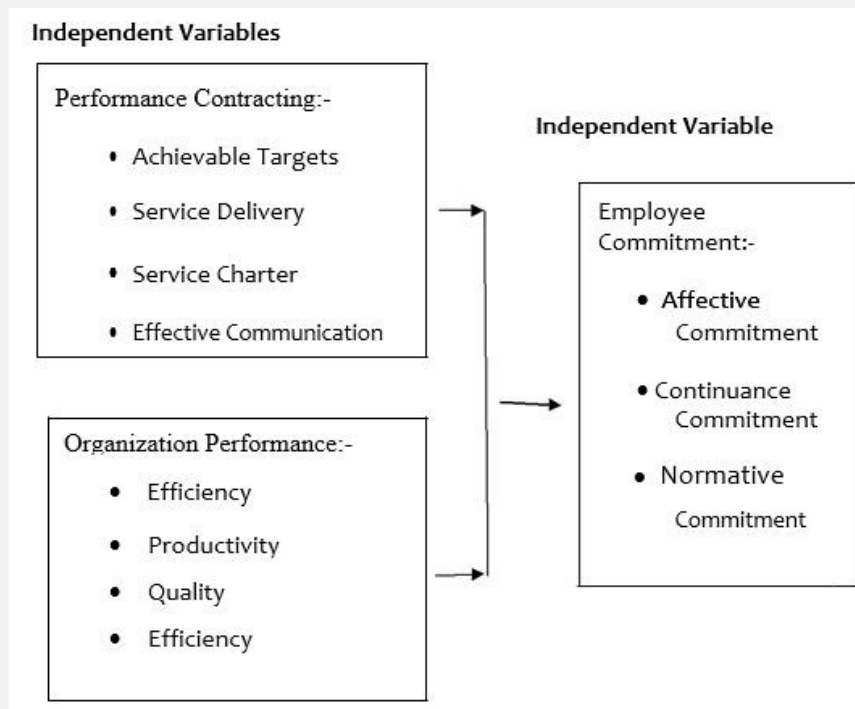 Independent Variables
Performance Contracting:-
• Achievable Targets
• Service Delivery
• Service Charter
• Effective Communication
Organization Performance:-
• Efficiency
• Productivity
• Quality
• Efficiency
Independent Variable
Employee
Commitment:-
• Affective
Commitment
• Continuance
Commitment
• Normative
Commitment